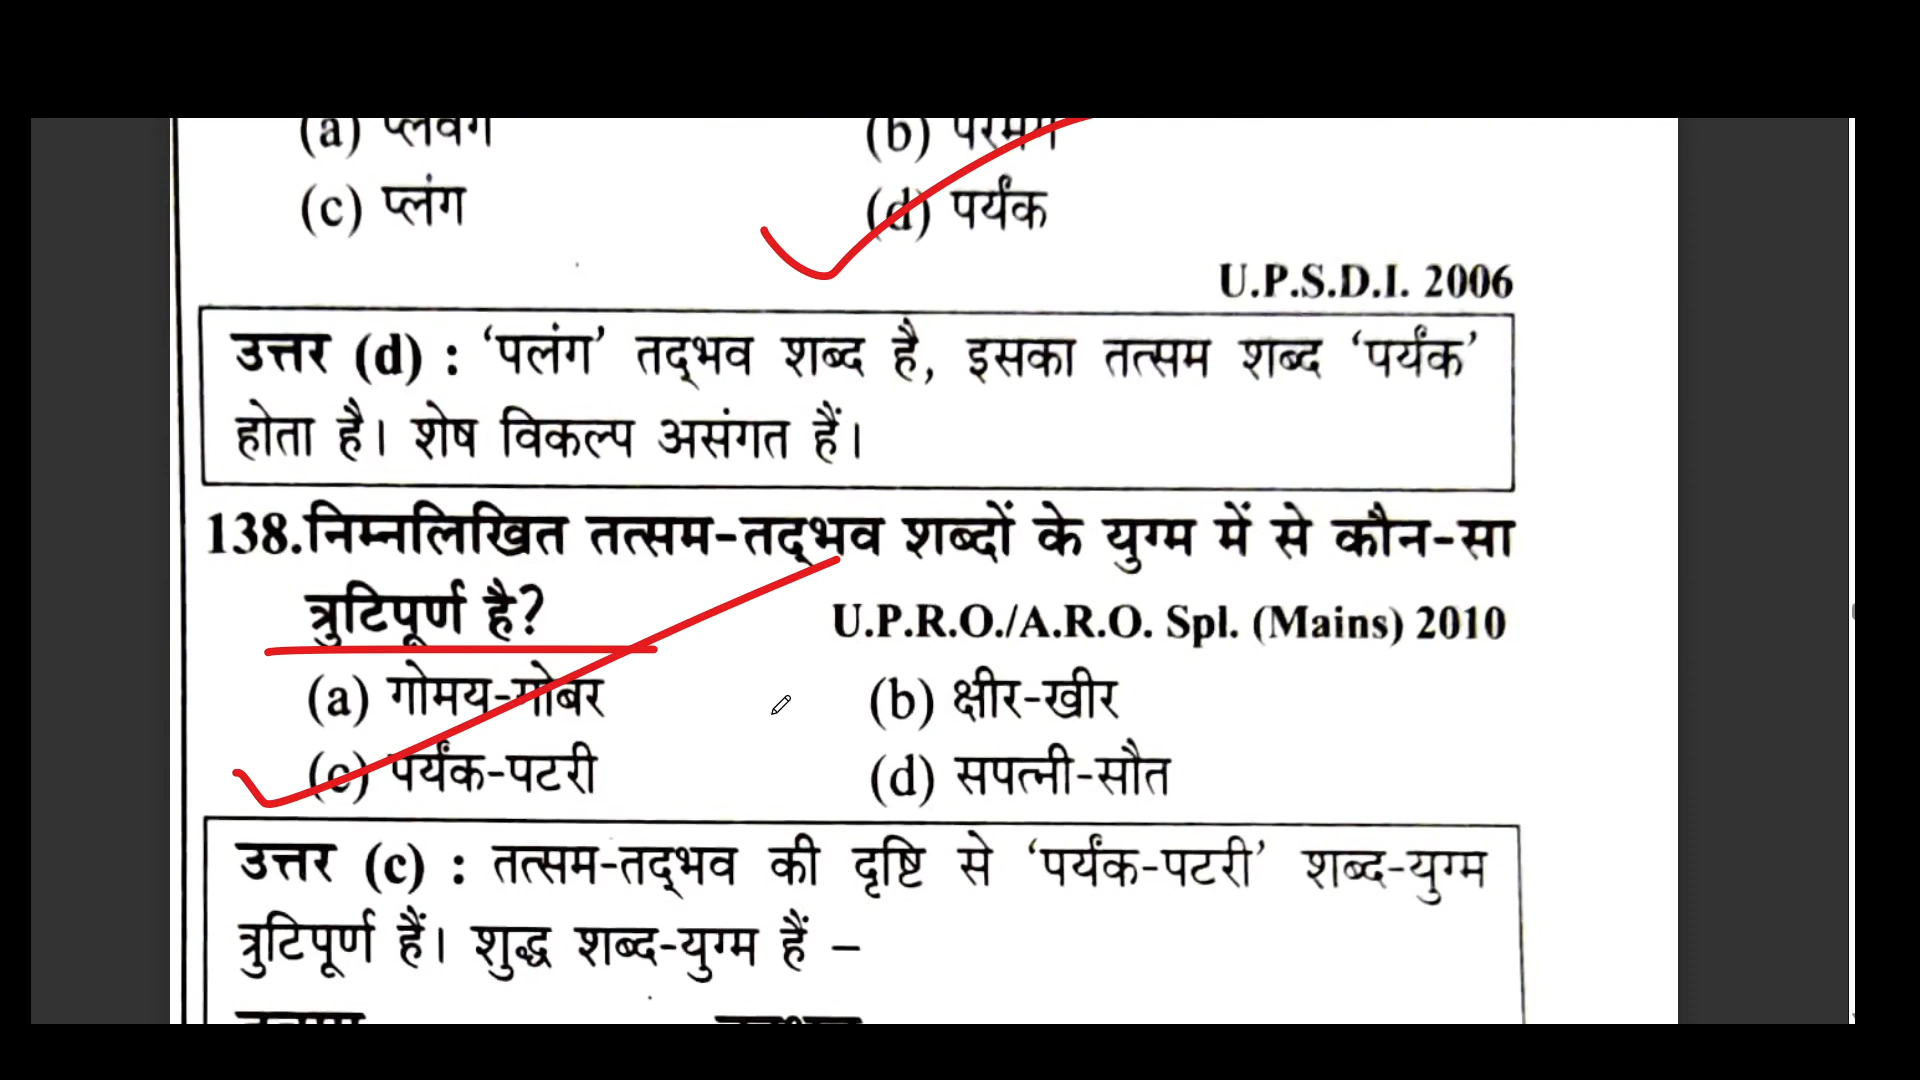 (a) प्लवंग (b) परमंग
(c) प्लंग (d) पर्यंक
U.P.S.D.I. 2006
उत्तर (d) : ‘पलंग’ तद्भव शब्द है, इसका तत्सम शब्द ‘पर्यंक’
होता है। शेष विकल्प असंगत हैं।
138.निम्नलिखित तत्सम-तद्भव शब्दों के युग्म में से कौन-सा
त्रुटिपूर्ण है? U.P.R.O./A.R.O. Spl. (Mains) 2010
(a) गोमय-गोबर (b) क्षीर-खीर
(c) पर्यंक-पटरी (d) सपत्नी-सौत
उत्तर (c) : तत्सम-तद्भव की दृष्टि से ‘पर्यंक-पटरी’ शब्द-युग्म
त्रुटिपूर्ण हैं। शुद्ध शब्द-युग्म हैं –